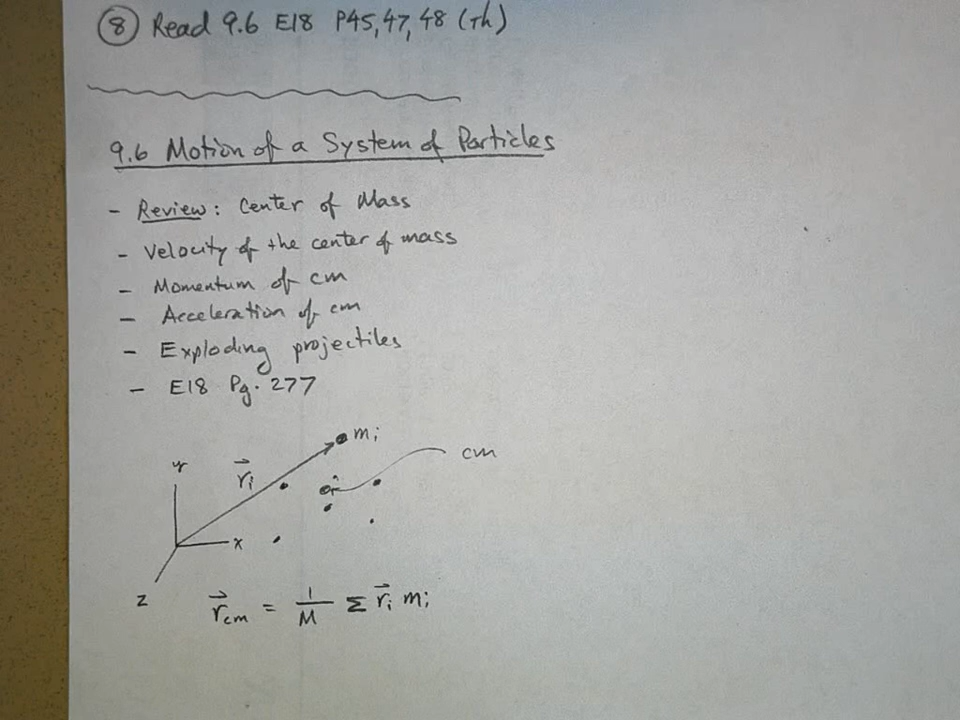 ⑧ Read 9.6 E18 P45, 47, 48 (Th)
9.6 Motion of a System of Particles
- Review: Center of Mass
- Velocity of the center of mass
- Momentum of cm
- Acceleration of cm
- Exploding projectiles
- E18 Pg. 277
mi
cm
y
r⃗i
x
z
r⃗cm = 1/M Σ r⃗i mi